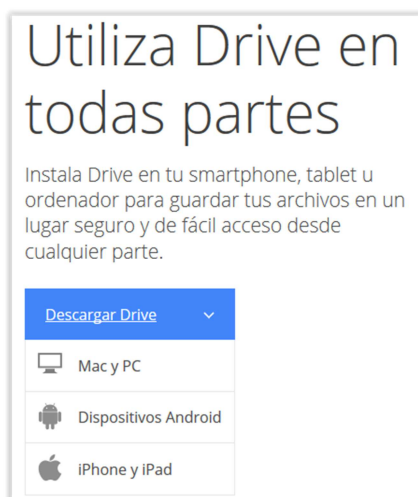 Utiliza Drive en
todas partes
Instala Drive en tu smartphone, tablet u
ordenador para guardar tus archivos en un
lugar seguro y de fácil acceso desde
cualquier parte.
Descargar Drive
Mac y PC
Dispositivos Android
iPhone y iPad